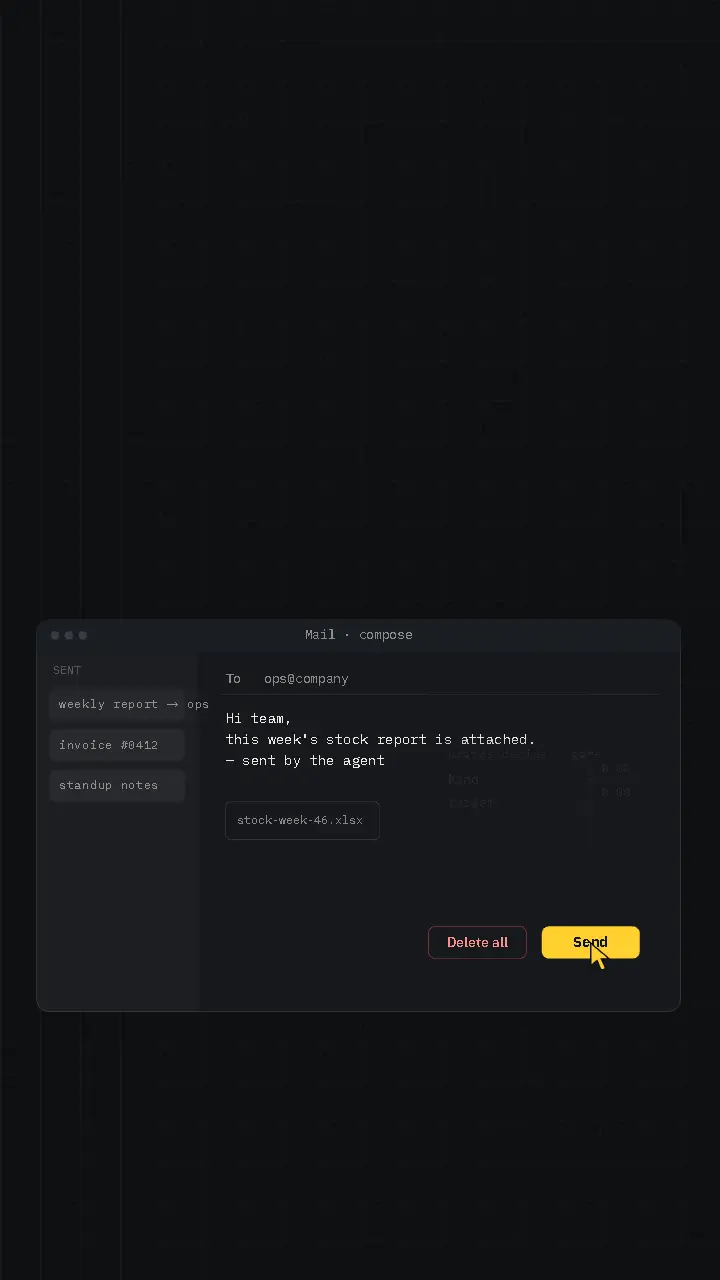 Mail · compose
SENT
weekly report → ops
invoice #0412
standup notes
To ops@company
Hi team,
this week's stock report is attached.
— sent by the agent
stock-week-46.xlsx
Delete all
Send